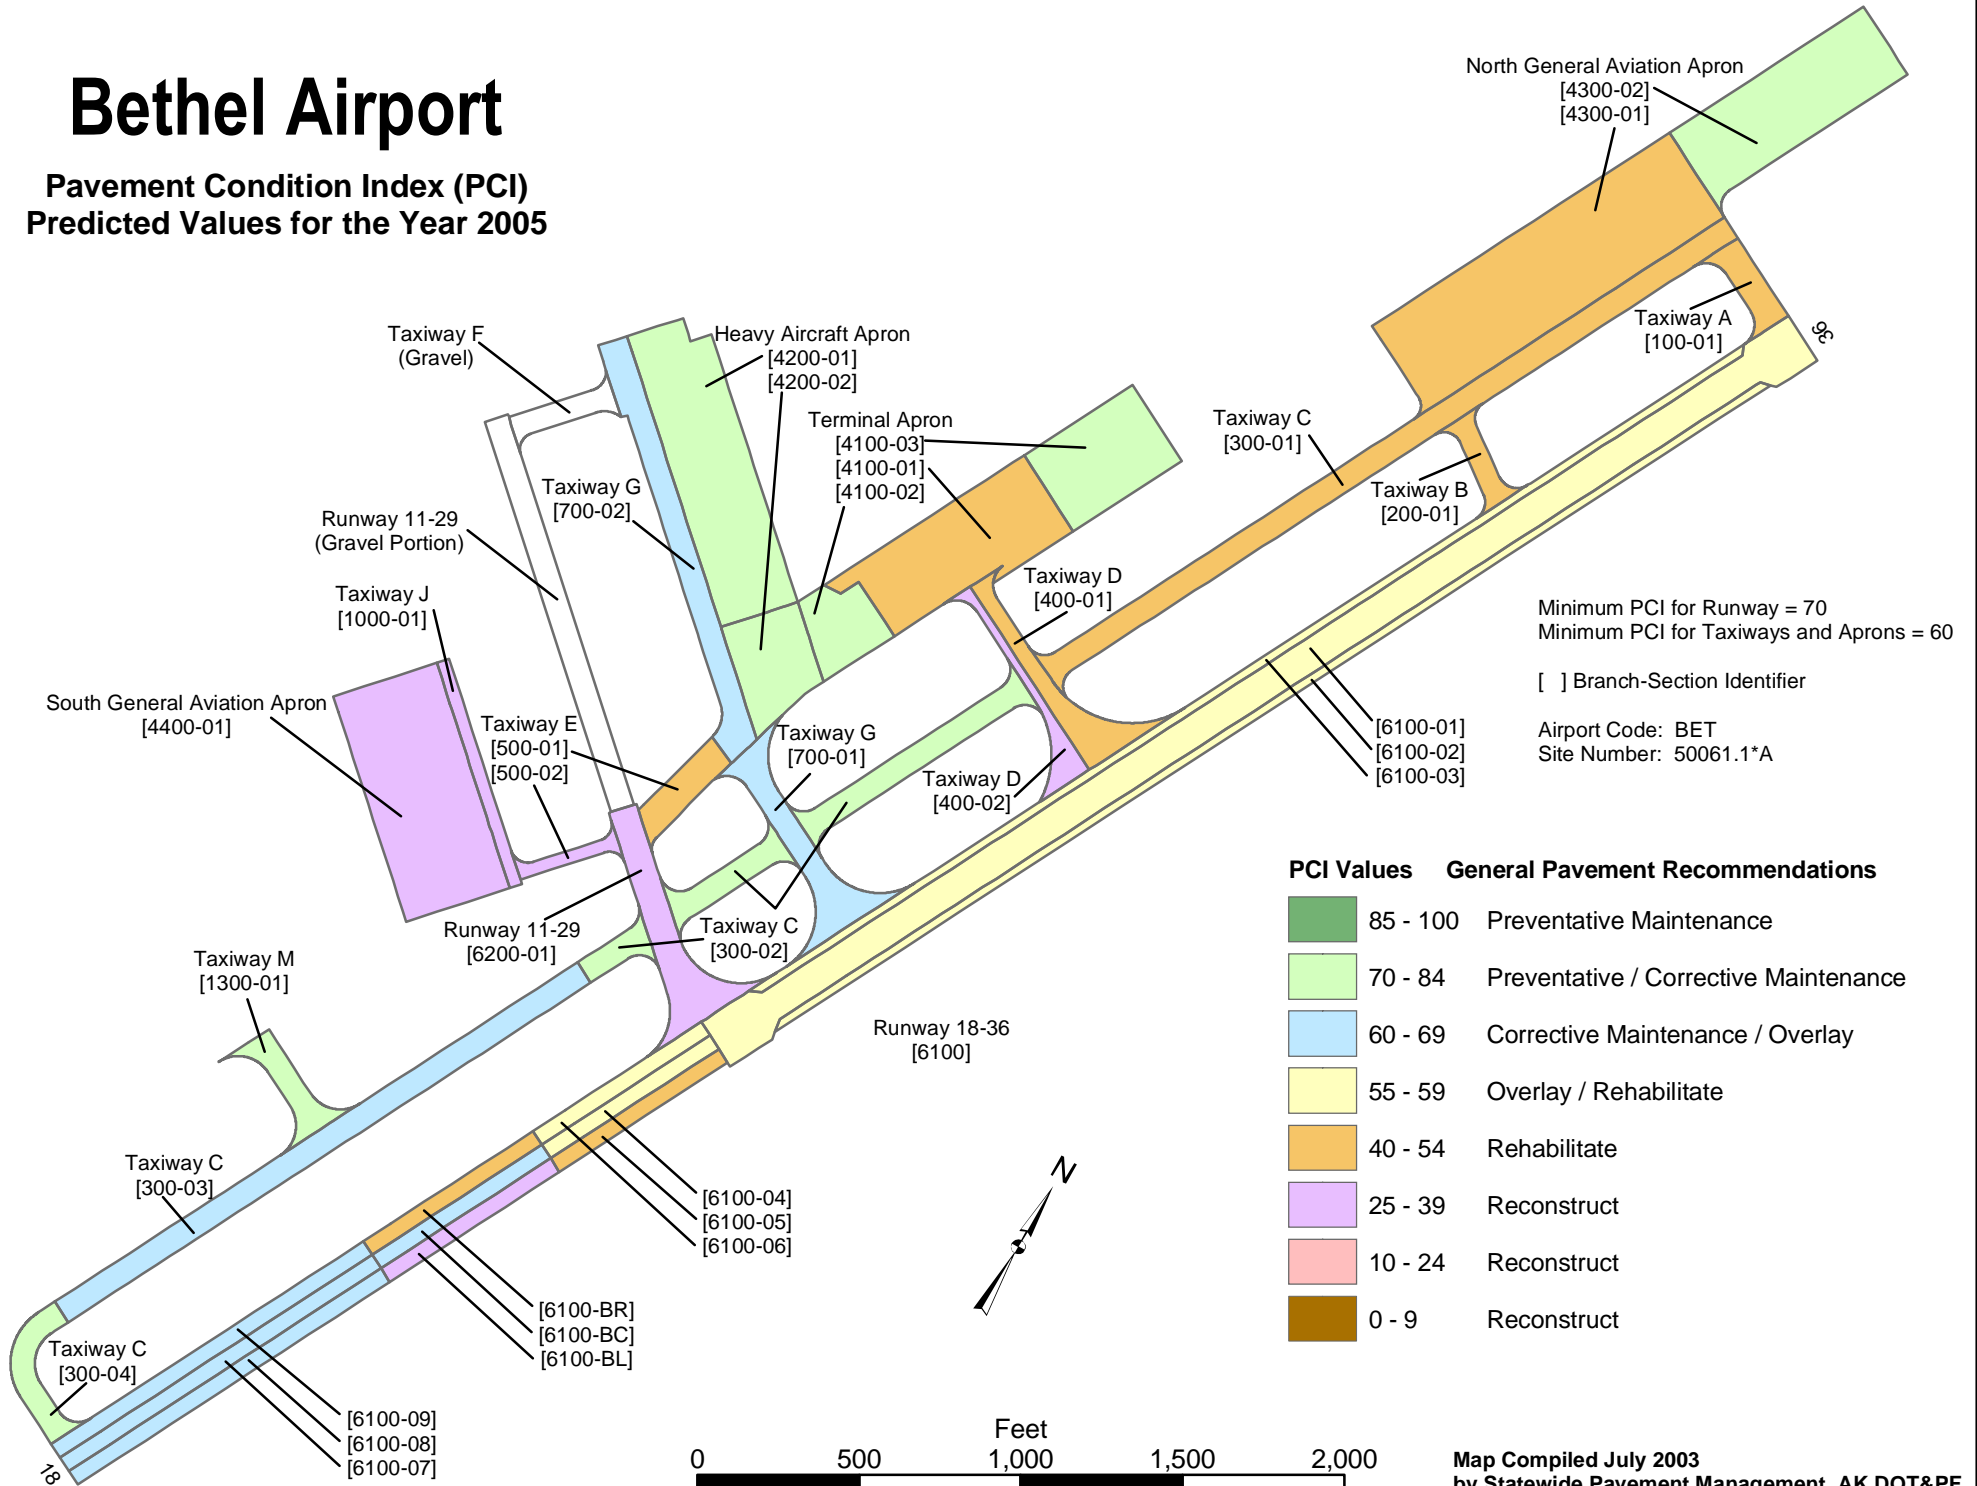 Bethel Airport
Pavement Condition Index (PCI)
Predicted Values for the Year 2005
North General Aviation Apron
[4300-02]
[4300-01]
Taxiway A
[100-01]
36
Taxiway F
(Gravel)
Heavy Aircraft Apron
[4200-01]
[4200-02]
Terminal Apron
[4100-03]
[4100-01]
[4100-02]
Taxiway C
[300-01]
Taxiway B
[200-01]
Taxiway G
[700-02]
Runway 11-29
(Gravel Portion)
Taxiway J
[1000-01]
Taxiway D
[400-01]
Minimum PCI for Runway = 70
Minimum PCI for Taxiways and Aprons = 60
[ ] Branch-Section Identifier
Airport Code: BET
Site Number: 50061.1*A
South General Aviation Apron
[4400-01]
Taxiway E
[500-01]
[500-02]
Taxiway G
[700-01]
Taxiway D
[400-02]
[6100-01]
[6100-02]
[6100-03]
Runway 11-29
[6200-01]
Taxiway C
[300-02]
Taxiway M
[1300-01]
Runway 18-36
[6100]
Taxiway C
[300-03]
[6100-04]
[6100-05]
[6100-06]
[6100-BR]
[6100-BC]
[6100-BL]
Taxiway C
[300-04]
[6100-09]
[6100-08]
[6100-07]
18
N
PCI Values General Pavement Recommendations
85 - 100 Preventative Maintenance
70 - 84 Preventative / Corrective Maintenance
60 - 69 Corrective Maintenance / Overlay
55 - 59 Overlay / Rehabilitate
40 - 54 Rehabilitate
25 - 39 Reconstruct
10 - 24 Reconstruct
0 - 9 Reconstruct
Feet
0 500 1,000 1,500 2,000
Map Compiled July 2003
by Statewide Pavement Management, AK DOT&PF